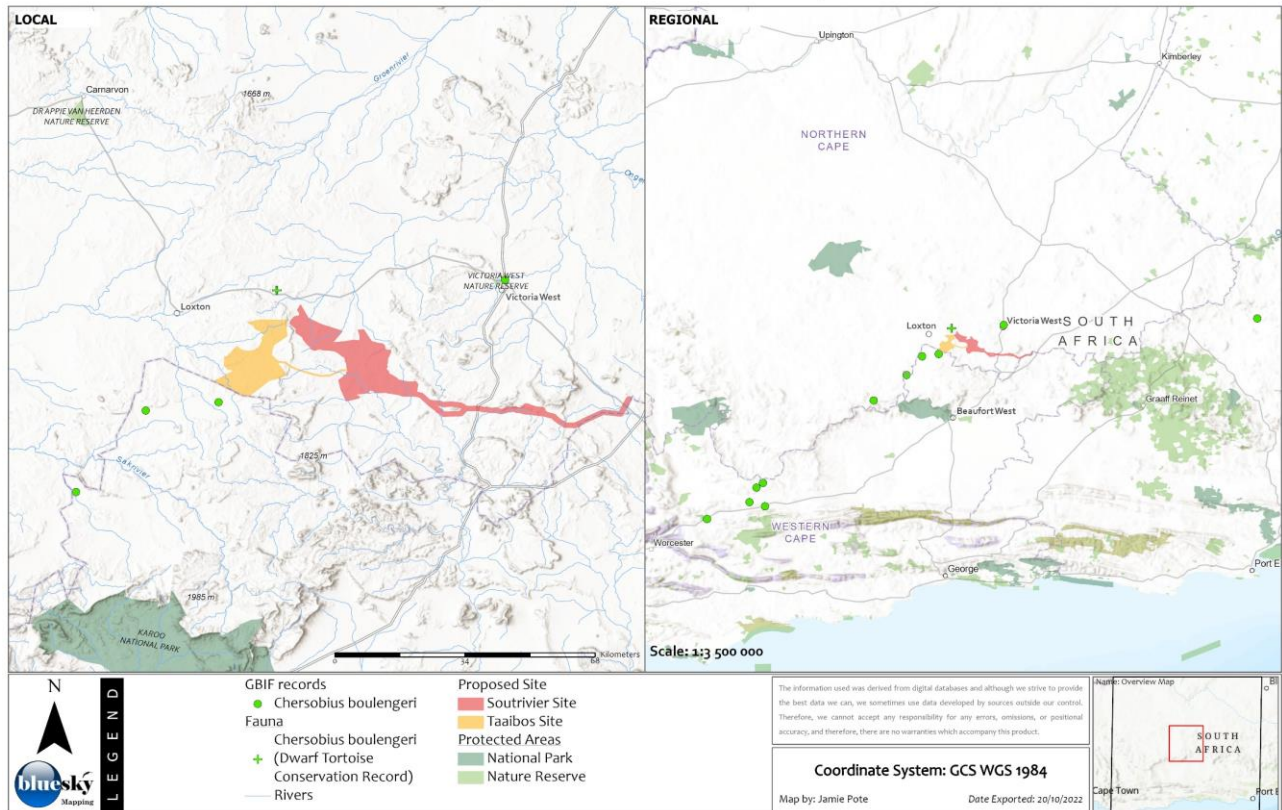 LOCAL
Carnarvon
DR APPIE VAN HEERDEN
NATURE RESERVE
1668 m
Groenrivier
Loxton
VICTORIA WEST
NATURE RESERVE
Victoria West
Sakrivier
1825 m
1985 m
KAROO
NATIONAL PARK
0
34
68
Kilometers
REGIONAL
Upington
Kimberley
NORTHERN
CAPE
Loxton
Victoria West
SOUTH
AFRICA
Graaff Reinet
Beaufort West
WESTERN
CAPE
Worcester
George
Port E
Scale: 1:3 500 000
N
bluesky
Mapping
LEGEND
GBIF records
Chersobius boulengeri
Fauna
Chersobius boulengeri
(Dwarf Tortoise
Conservation Record)
Rivers
Proposed Site
Soutrivier Site
Taaibos Site
Protected Areas
National Park
Nature Reserve
The information used was derived from digital databases and although we strive to provide
the best data we can, we sometimes use data developed by sources outside our control.
Therefore, we cannot accept any responsibility for any errors, omissions, or positional
accuracy, and therefore, there are no warranties which accompany this product.
Coordinate System: GCS WGS 1984
Map by: Jamie Pote
Date Exported: 20/10/2022
Name: Overview Map
Bl
SOUTH
AFRICA
Cape Town
Port E